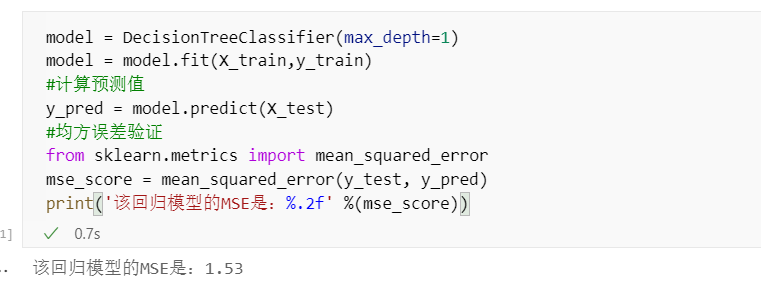 model = DecisionTreeClassifier(max_depth=1)
model = model.fit(X_train,y_train)
#计算预测值
y_pred = model.predict(X_test)
#均方误差验证
from sklearn.metrics import mean_squared_error
mse_score = mean_squared_error(y_test, y_pred)
print('该回归模型的MSE是：%.2f' %(mse_score))
1]
✓ 0.7s
.. 该回归模型的MSE是：1.53